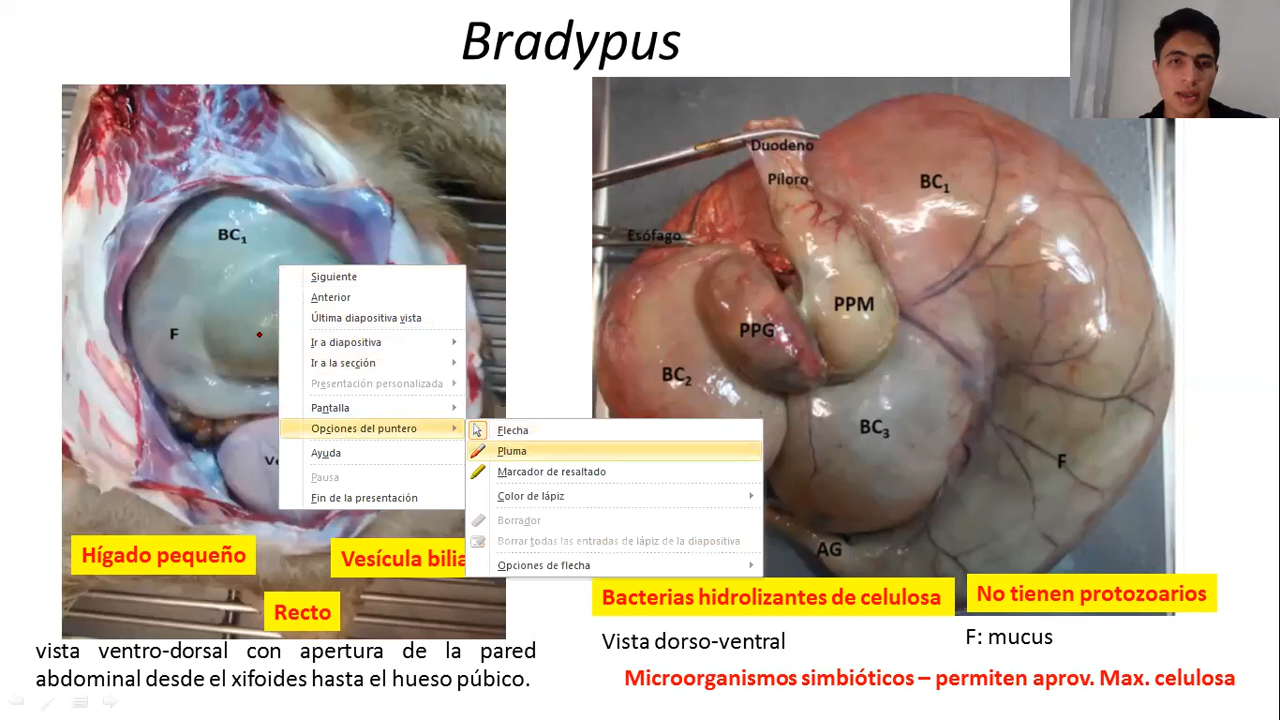 Bradypus
BC1
F
Ve
Siguiente
Anterior
Última diapositiva vista
Ir a diapositiva
Ir a la sección
Presentación personalizada
Pantalla
Opciones del puntero
Ayuda
Pausa
Fin de la presentación
Flecha
Pluma
Marcador de resaltado
Color de lápiz
Borrador
Borrar todas las entradas de lápiz de la diapositiva
Opciones de flecha
Hígado pequeño
Vesícula bilia
Recto
vista ventro-dorsal con apertura de la pared
abdominal desde el xifoides hasta el hueso púbico.
Duodeno
Píloro
BC1
Esófago
PPM
PPG
BC2
BC3
F
AG
Bacterias hidrolizantes de celulosa
No tienen protozoarios
Vista dorso-ventral
F: mucus
Microorganismos simbióticos – permiten aprov. Max. celulosa